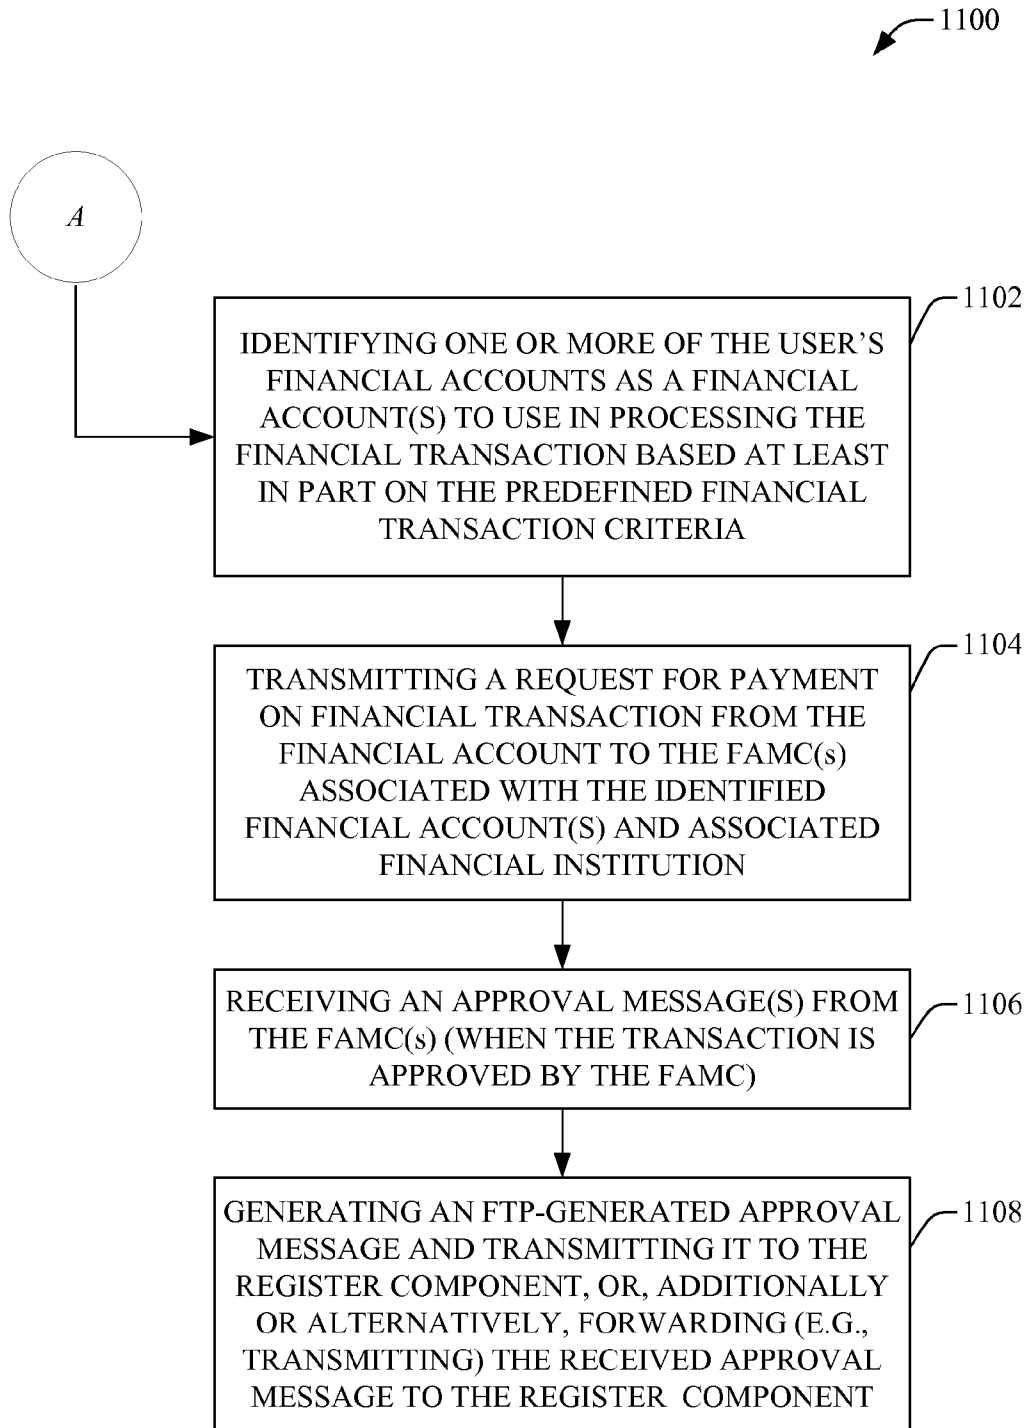 1100
A
1102
IDENTIFYING ONE OR MORE OF THE USER'S
FINANCIAL ACCOUNTS AS A FINANCIAL
ACCOUNT(S) TO USE IN PROCESSING THE
FINANCIAL TRANSACTION BASED AT LEAST
IN PART ON THE PREDEFINED FINANCIAL
TRANSACTION CRITERIA
1104
TRANSMITTING A REQUEST FOR PAYMENT
ON FINANCIAL TRANSACTION FROM THE
FINANCIAL ACCOUNT TO THE FAMC(s)
ASSOCIATED WITH THE IDENTIFIED
FINANCIAL ACCOUNT(S) AND ASSOCIATED
FINANCIAL INSTITUTION
1106
RECEIVING AN APPROVAL MESSAGE(S) FROM
THE FAMC(s) (WHEN THE TRANSACTION IS
APPROVED BY THE FAMC)
1108
GENERATING AN FTP-GENERATED APPROVAL
MESSAGE AND TRANSMITTING IT TO THE
REGISTER COMPONENT, OR, ADDITIONALLY
OR ALTERNATIVELY, FORWARDING (E.G.,
TRANSMITTING) THE RECEIVED APPROVAL
MESSAGE TO THE REGISTER COMPONENT